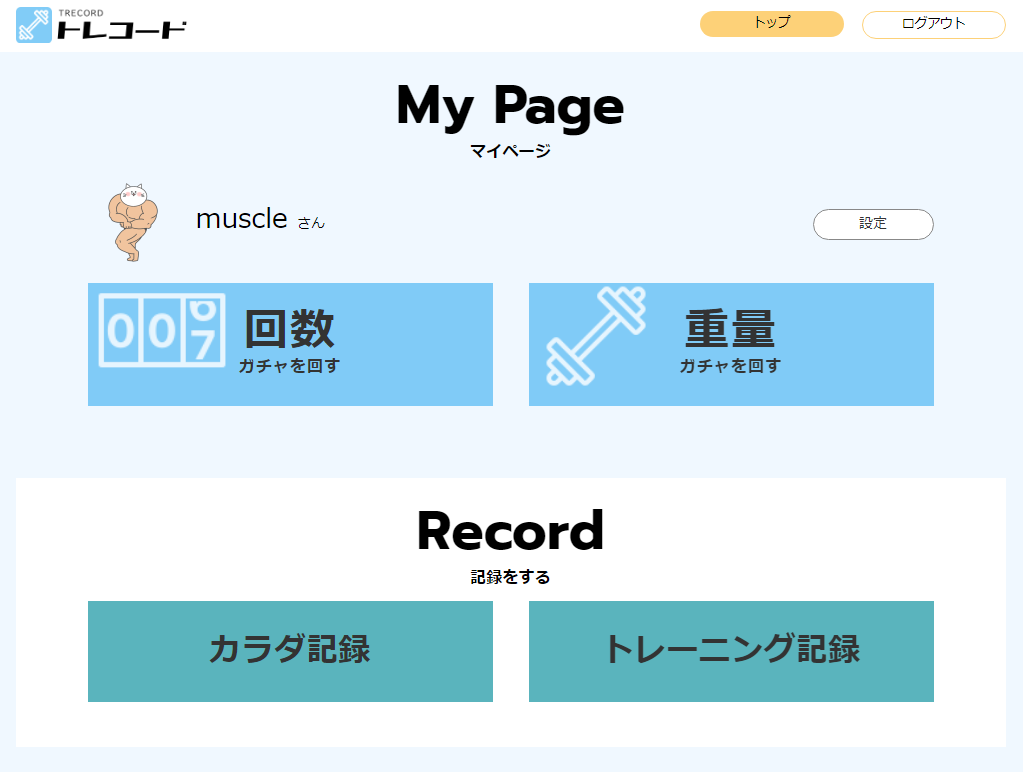 TRECORD
トレコード
トップ
ログアウト
My Page
マイページ
muscle さん
設定
007
回数
ガチャを回す
重量
ガチャを回す
Record
記録をする
カラダ記録
トレーニング記録